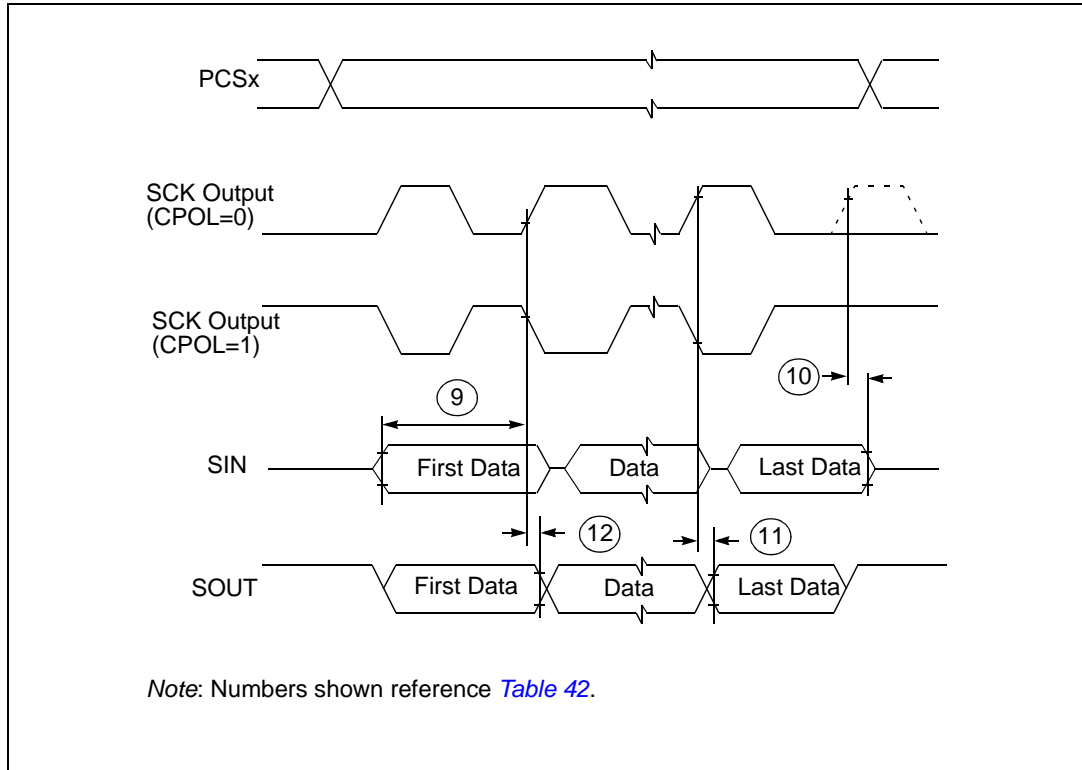 PCSx
SCK Output
(CPOL=0)
SCK Output
(CPOL=1)
10
9
SIN
First Data
Data
Last Data
12
11
SOUT
First Data
Data
Last Data
Note: Numbers shown reference Table 42.